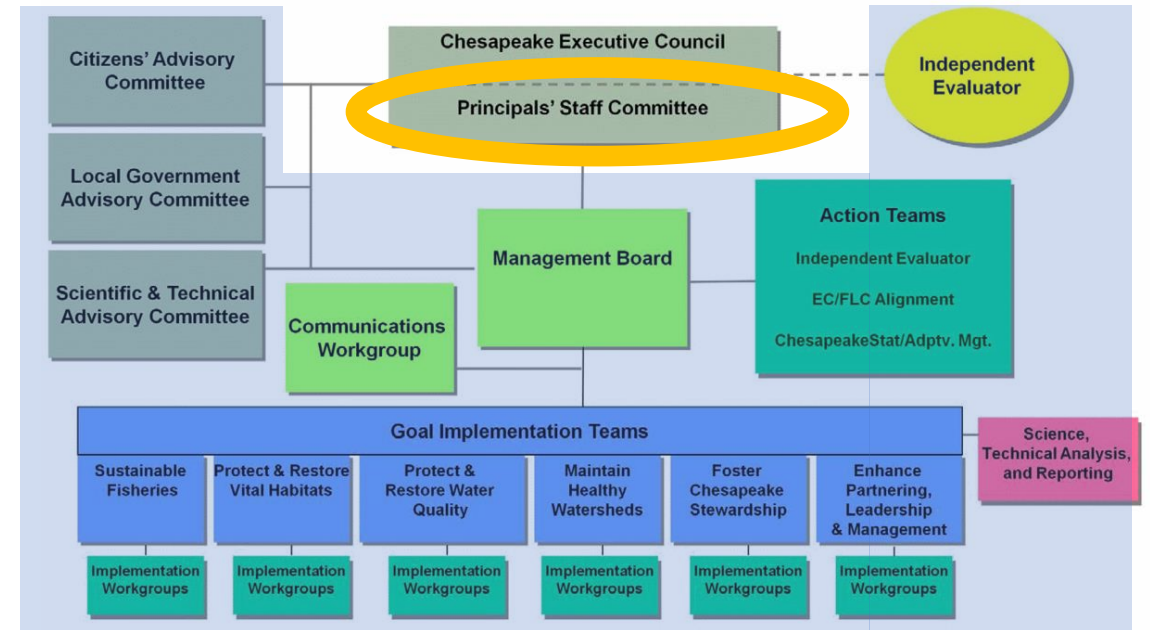 Citizens' Advisory
Committee
Chesapeake Executive Council
Principals' Staff Committee
Independent
Evaluator
Local Government
Advisory Committee
Scientific & Technical
Advisory Committee
Management Board
Action Teams
Independent Evaluator
EC/FLC Alignment
ChesapeakeStat/Adptv. Mgt.
Communications
Workgroup
Goal Implementation Teams
Science,
Technical Analysis,
and Reporting
Sustainable
Fisheries
Protect & Restore
Vital Habitats
Protect &
Restore Water
Quality
Maintain
Healthy
Watersheds
Foster
Chesapeake
Stewardship
Enhance
Partnering,
Leadership
& Management
Implementation
Workgroups
Implementation
Workgroups
Implementation
Workgroups
Implementation
Workgroups
Implementation
Workgroups
Implementation
Workgroups